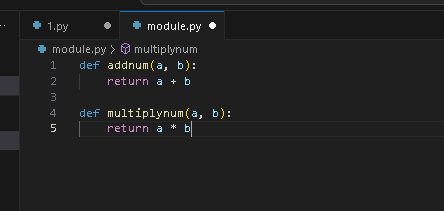 1.py
module.py
module.py > multiplynum
1 def addnum(a, b):
2     return a + b
3
4 def multiplynum(a, b):
5     return a * b